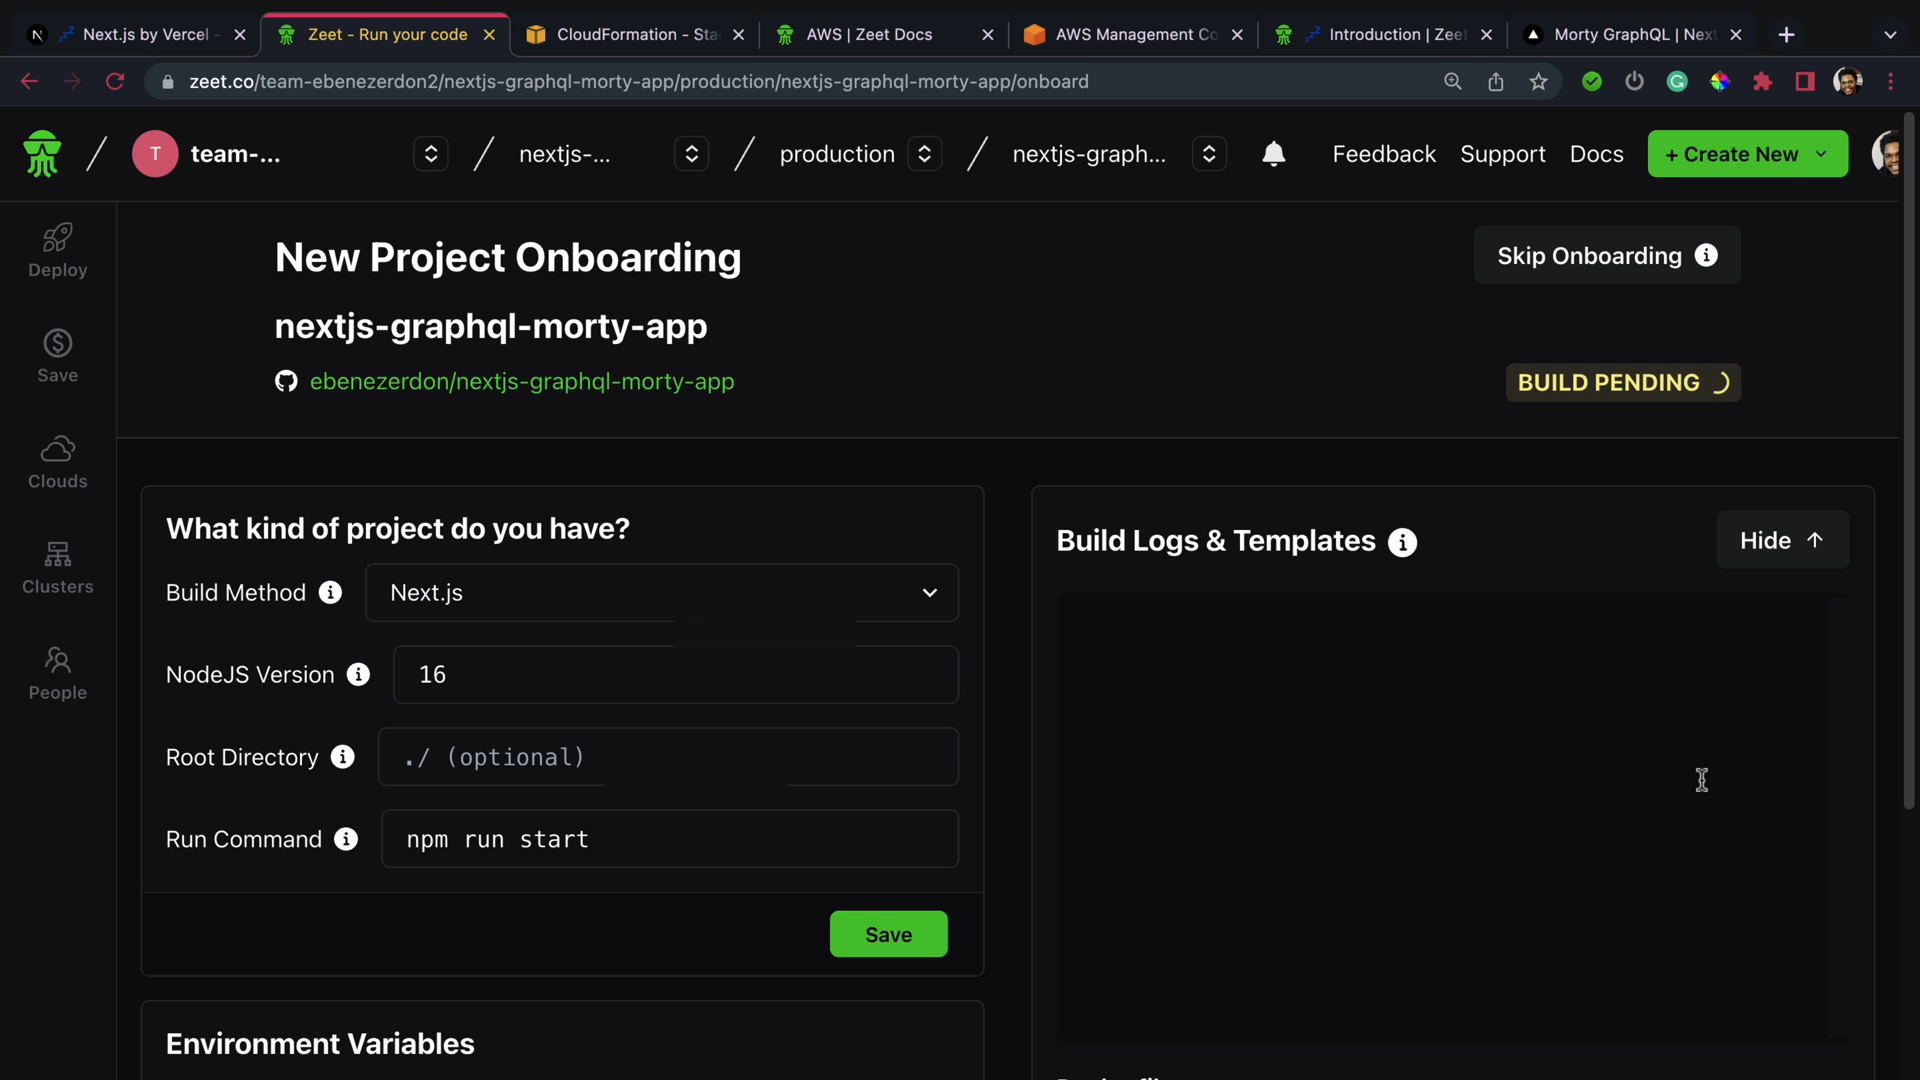 Next.js by Vercel -
Zeet - Run your code
CloudFormation - Sta
AWS | Zeet Docs
AWS Management Co
Introduction | Zeet
Morty GraphQL | Next
zeet.co/team-ebenezerdon2/nextjs-graphql-morty-app/production/nextjs-graphql-morty-app/onboard
T
team-...
nextjs-...
production
nextjs-graph...
Feedback
Support
Docs
+ Create New
Deploy
Save
Clouds
Clusters
People
New Project Onboarding
Skip Onboarding
nextjs-graphql-morty-app
ebenezerdon/nextjs-graphql-morty-app
BUILD PENDING
What kind of project do you have?
Build Method
Next.js
NodeJS Version
16
Root Directory
./ (optional)
Run Command
npm run start
Save
Environment Variables
Build Logs & Templates
Hide